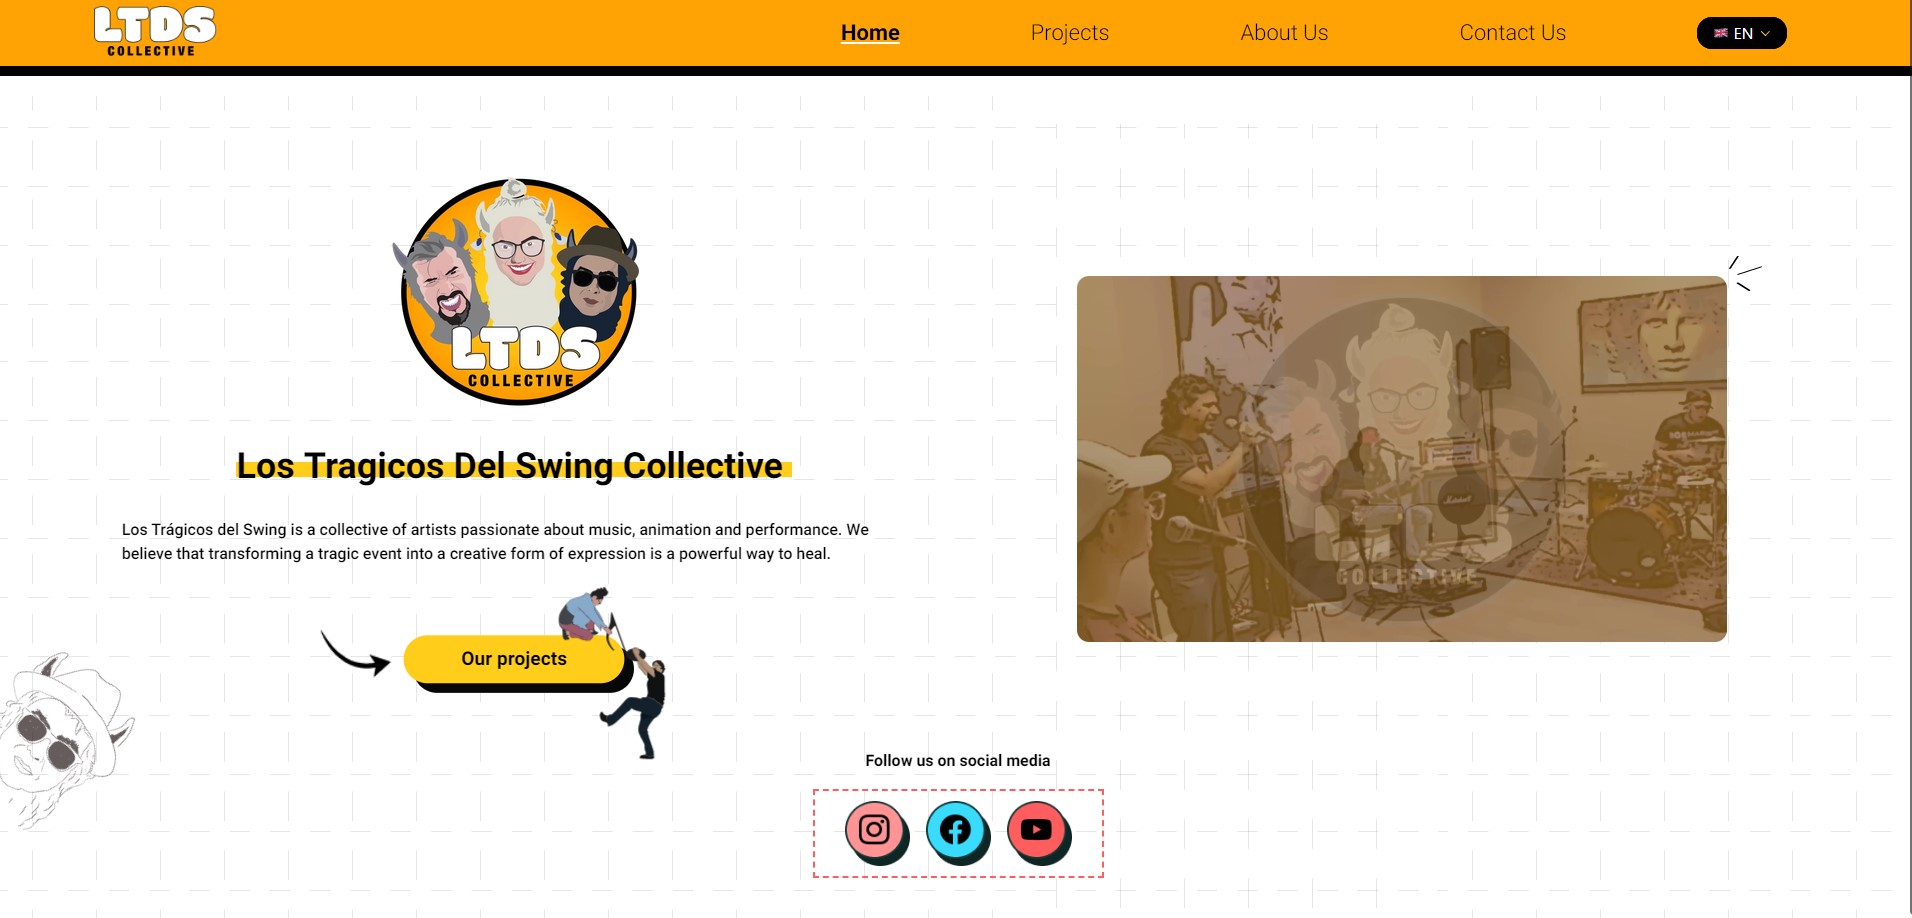 LTDS
COLLECTIVE
Home
Projects
About Us
Contact Us
EN
LTDS
COLLECTIVE
Los Tragicos Del Swing Collective
Los Trágicos del Swing is a collective of artists passionate about music, animation and performance. We
believe that transforming a tragic event into a creative form of expression is a powerful way to heal.
Our projects
Marshall
LTDS
COLLECTIVE
Follow us on social media